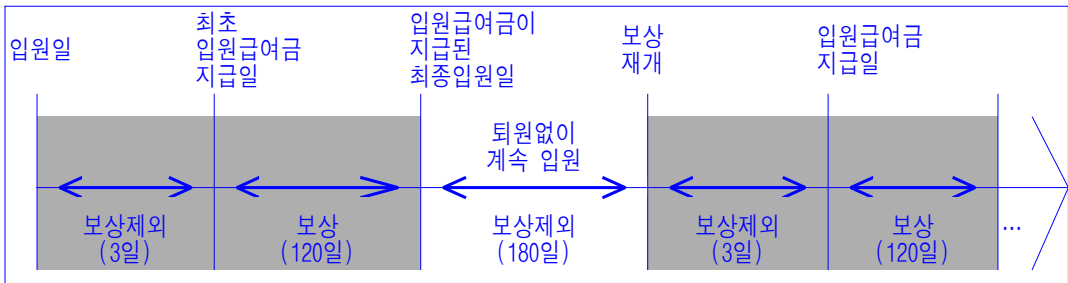 입원일
최초
입원급여금
지급일
입원급여금이
지급된
최종입원일
보상
재개
입원급여금
지급일
퇴원없이
계속 입원
보상제외
(3일)
보상
(120일)
보상제외
(180일)
보상제외
(3일)
보상
(120일)
...